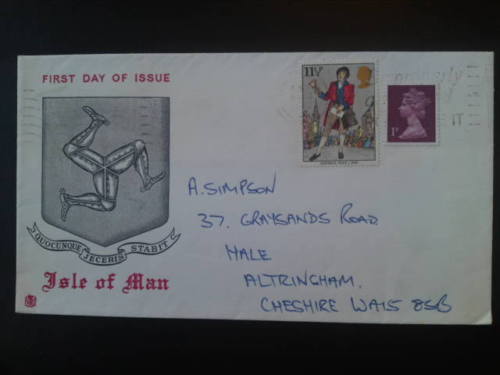 FIRST DAY OF ISSUE
11½P
1P
A. SIMPSON
37. GRAYSANDS ROAD
HALE
ALTRINGHAM.
CHESHIRE WA15 8SB
QUOCUNQUE JECERIS STABIT
Isle of Man